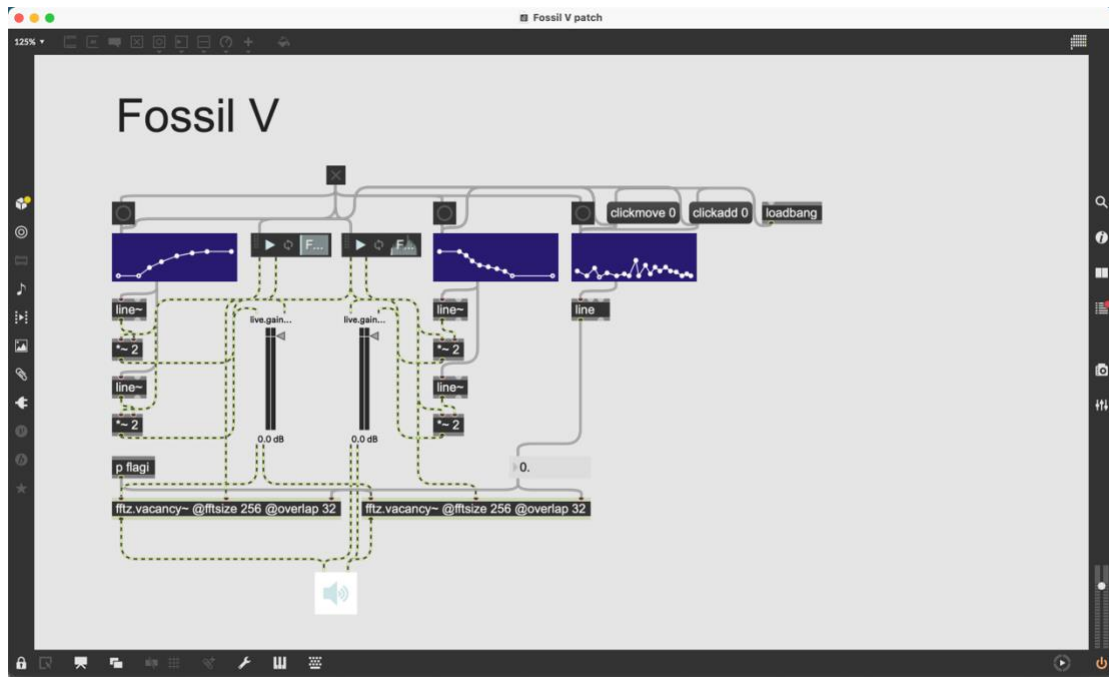 Fossil V patch
125%
Fossil V
clickmove 0
clickadd 0
loadbang
F...
F...
line~
line~
line
live.gain...
live.gain...
*~ 2
*~ 2
line~
line~
*~ 2
*~ 2
0.0 dB
0.0 dB
p flagi
0.
fftz.vacancy~ @fftsize 256 @overlap 32
fftz.vacancy~ @fftsize 256 @overlap 32